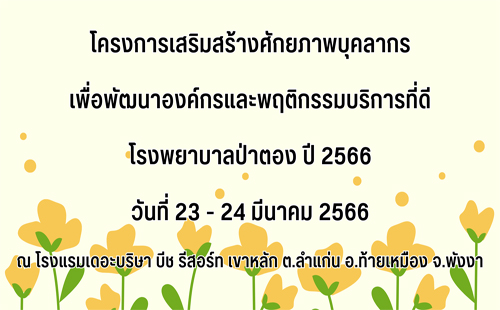 โครงการเสริมสร้างศักยภาพบุคลากร
เพื่อพัฒนาองค์กรและพฤติกรรมบริการที่ดี
โรงพยาบาลป่าตอง ปี 2566
วันที่ 23 - 24 มีนาคม 2566
ณ โรงแรมเดอะบริษา บีช รีสอร์ท เขาหลัก ต.ลำแก่น อ.ท้ายเหมือง จ.พังงา